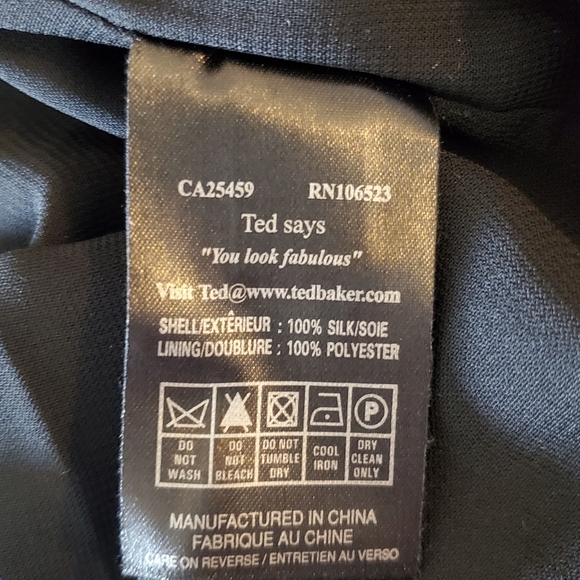 CA25459 RN106523
Ted says
"You look fabulous"
Visit Ted@www.tedbaker.com
SHELL/EXTÊRIEUR : 100% SILK/SOIE
LINING/DOUBLURE : 100% POLYESTER
P
DO NOT WASH
DO NOT BLEACH
DO NOT TUMBLE DRY
COOL IRON
DRY CLEAN ONLY
MANUFACTURED IN CHINA
FABRIQUE AU CHINE
CARE ON REVERSE / ENTRETIEN AU VERSO